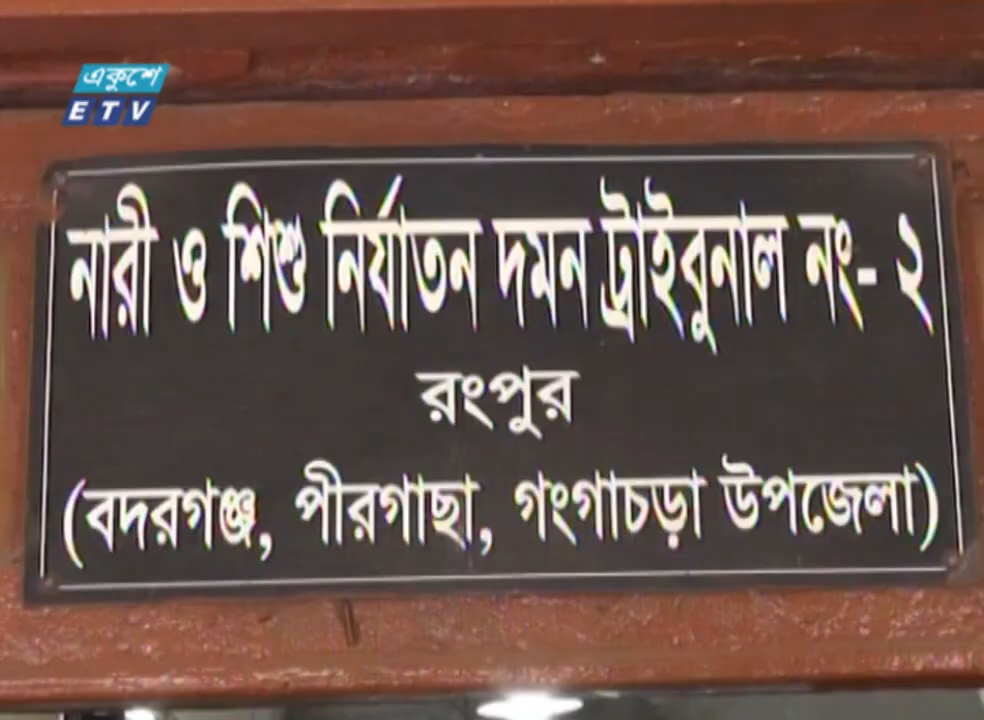 একুশে
ETV
নারী ও শিশু নির্যাতন দমন ট্রাইবুনাল নং- ২
রংপুর
(বদরগঞ্জ, পীরগাছা, গংগাচড়া উপজেলা)